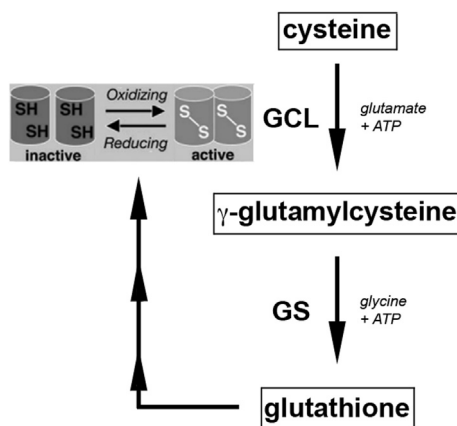 cysteine
SH SH
SH SH
inactive
Oxidizing
Reducing
S S
S S
active
GCL
glutamate
+ ATP
γ-glutamylcysteine
GS
glycine
+ ATP
glutathione